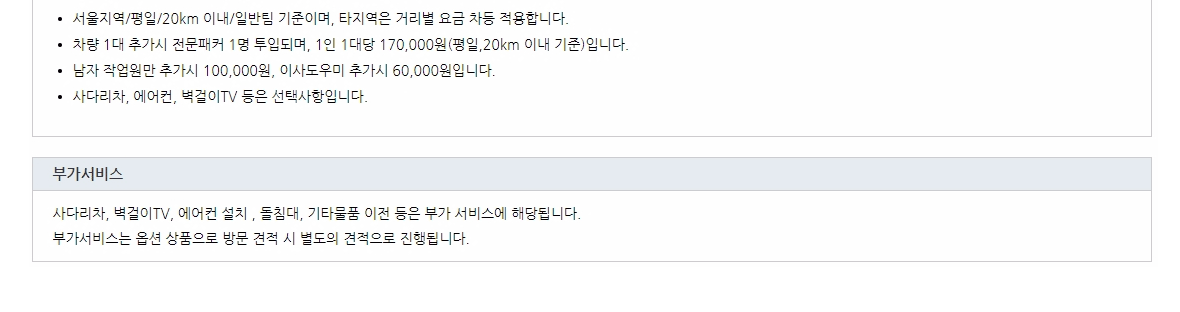 • 서울지역/평일/20km 이내/일반팀 기준이며, 타지역은 거리별 요금 차등 적용합니다.
• 차량 1대 추가시 전문패커 1명 투입되며, 1인 1대당 170,000원(평일,20km 이내 기준)입니다.
• 남자 작업원만 추가시 100,000원, 이사도우미 추가시 60,000원입니다.
• 사다리차, 에어컨, 벽걸이TV 등은 선택사항입니다.
부가서비스
사다리차, 벽걸이TV, 에어컨 설치 , 돌침대, 기타물품 이전 등은 부가 서비스에 해당됩니다.
부가서비스는 옵션 상품으로 방문 견적 시 별도의 견적으로 진행됩니다.